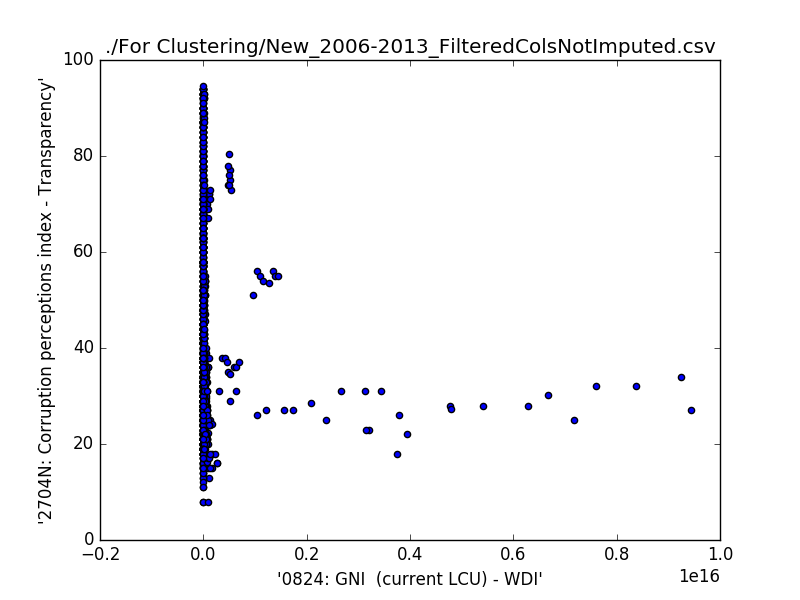 ./For Clustering/New_2006-2013_FilteredColsNotImputed.csv
'2704N: Corruption perceptions index - Transparency'
100
80
60
40
20
0
−0.2 0.0 0.2 0.4 0.6 0.8 1.0
1e16
'0824: GNI  (current LCU) - WDI'